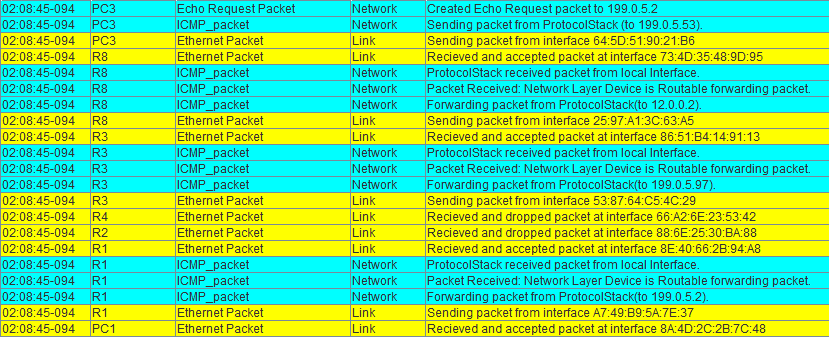 02:08:45-094 PC3 Echo Request Packet Network Created Echo Request packet to 199.0.5.2
02:08:45-094 PC3 ICMP_packet Network Sending packet from ProtocolStack (to 199.0.5.53).
02:08:45-094 PC3 Ethernet Packet Link Sending packet from interface 64:5D:51:90:21:B6
02:08:45-094 R8 Ethernet Packet Link Recieved and accepted packet at interface 73:4D:35:48:9D:95
02:08:45-094 R8 ICMP_packet Network ProtocolStack received packet from local Interface.
02:08:45-094 R8 ICMP_packet Network Packet Received: Network Layer Device is Routable forwarding packet.
02:08:45-094 R8 ICMP_packet Network Forwarding packet from ProtocolStack(to 12.0.0.2).
02:08:45-094 R8 Ethernet Packet Link Sending packet from interface 25:97:A1:3C:63:A5
02:08:45-094 R3 Ethernet Packet Link Recieved and accepted packet at interface 86:51:B4:14:91:13
02:08:45-094 R3 ICMP_packet Network ProtocolStack received packet from local Interface.
02:08:45-094 R3 ICMP_packet Network Packet Received: Network Layer Device is Routable forwarding packet.
02:08:45-094 R3 ICMP_packet Network Forwarding packet from ProtocolStack(to 199.0.5.97).
02:08:45-094 R3 Ethernet Packet Link Sending packet from interface 53:87:64:C5:4C:29
02:08:45-094 R4 Ethernet Packet Link Recieved and dropped packet at interface 66:A2:6E:23:53:42
02:08:45-094 R2 Ethernet Packet Link Recieved and dropped packet at interface 88:6E:25:30:BA:88
02:08:45-094 R1 Ethernet Packet Link Recieved and accepted packet at interface 8E:40:66:2B:94:A8
02:08:45-094 R1 ICMP_packet Network ProtocolStack received packet from local Interface.
02:08:45-094 R1 ICMP_packet Network Packet Received: Network Layer Device is Routable forwarding packet.
02:08:45-094 R1 ICMP_packet Network Forwarding packet from ProtocolStack(to 199.0.5.2).
02:08:45-094 R1 Ethernet Packet Link Sending packet from interface A7:49:B9:5A:7E:37
02:08:45-094 PC1 Ethernet Packet Link Recieved and accepted packet at interface 8A:4D:2C:2B:7C:48